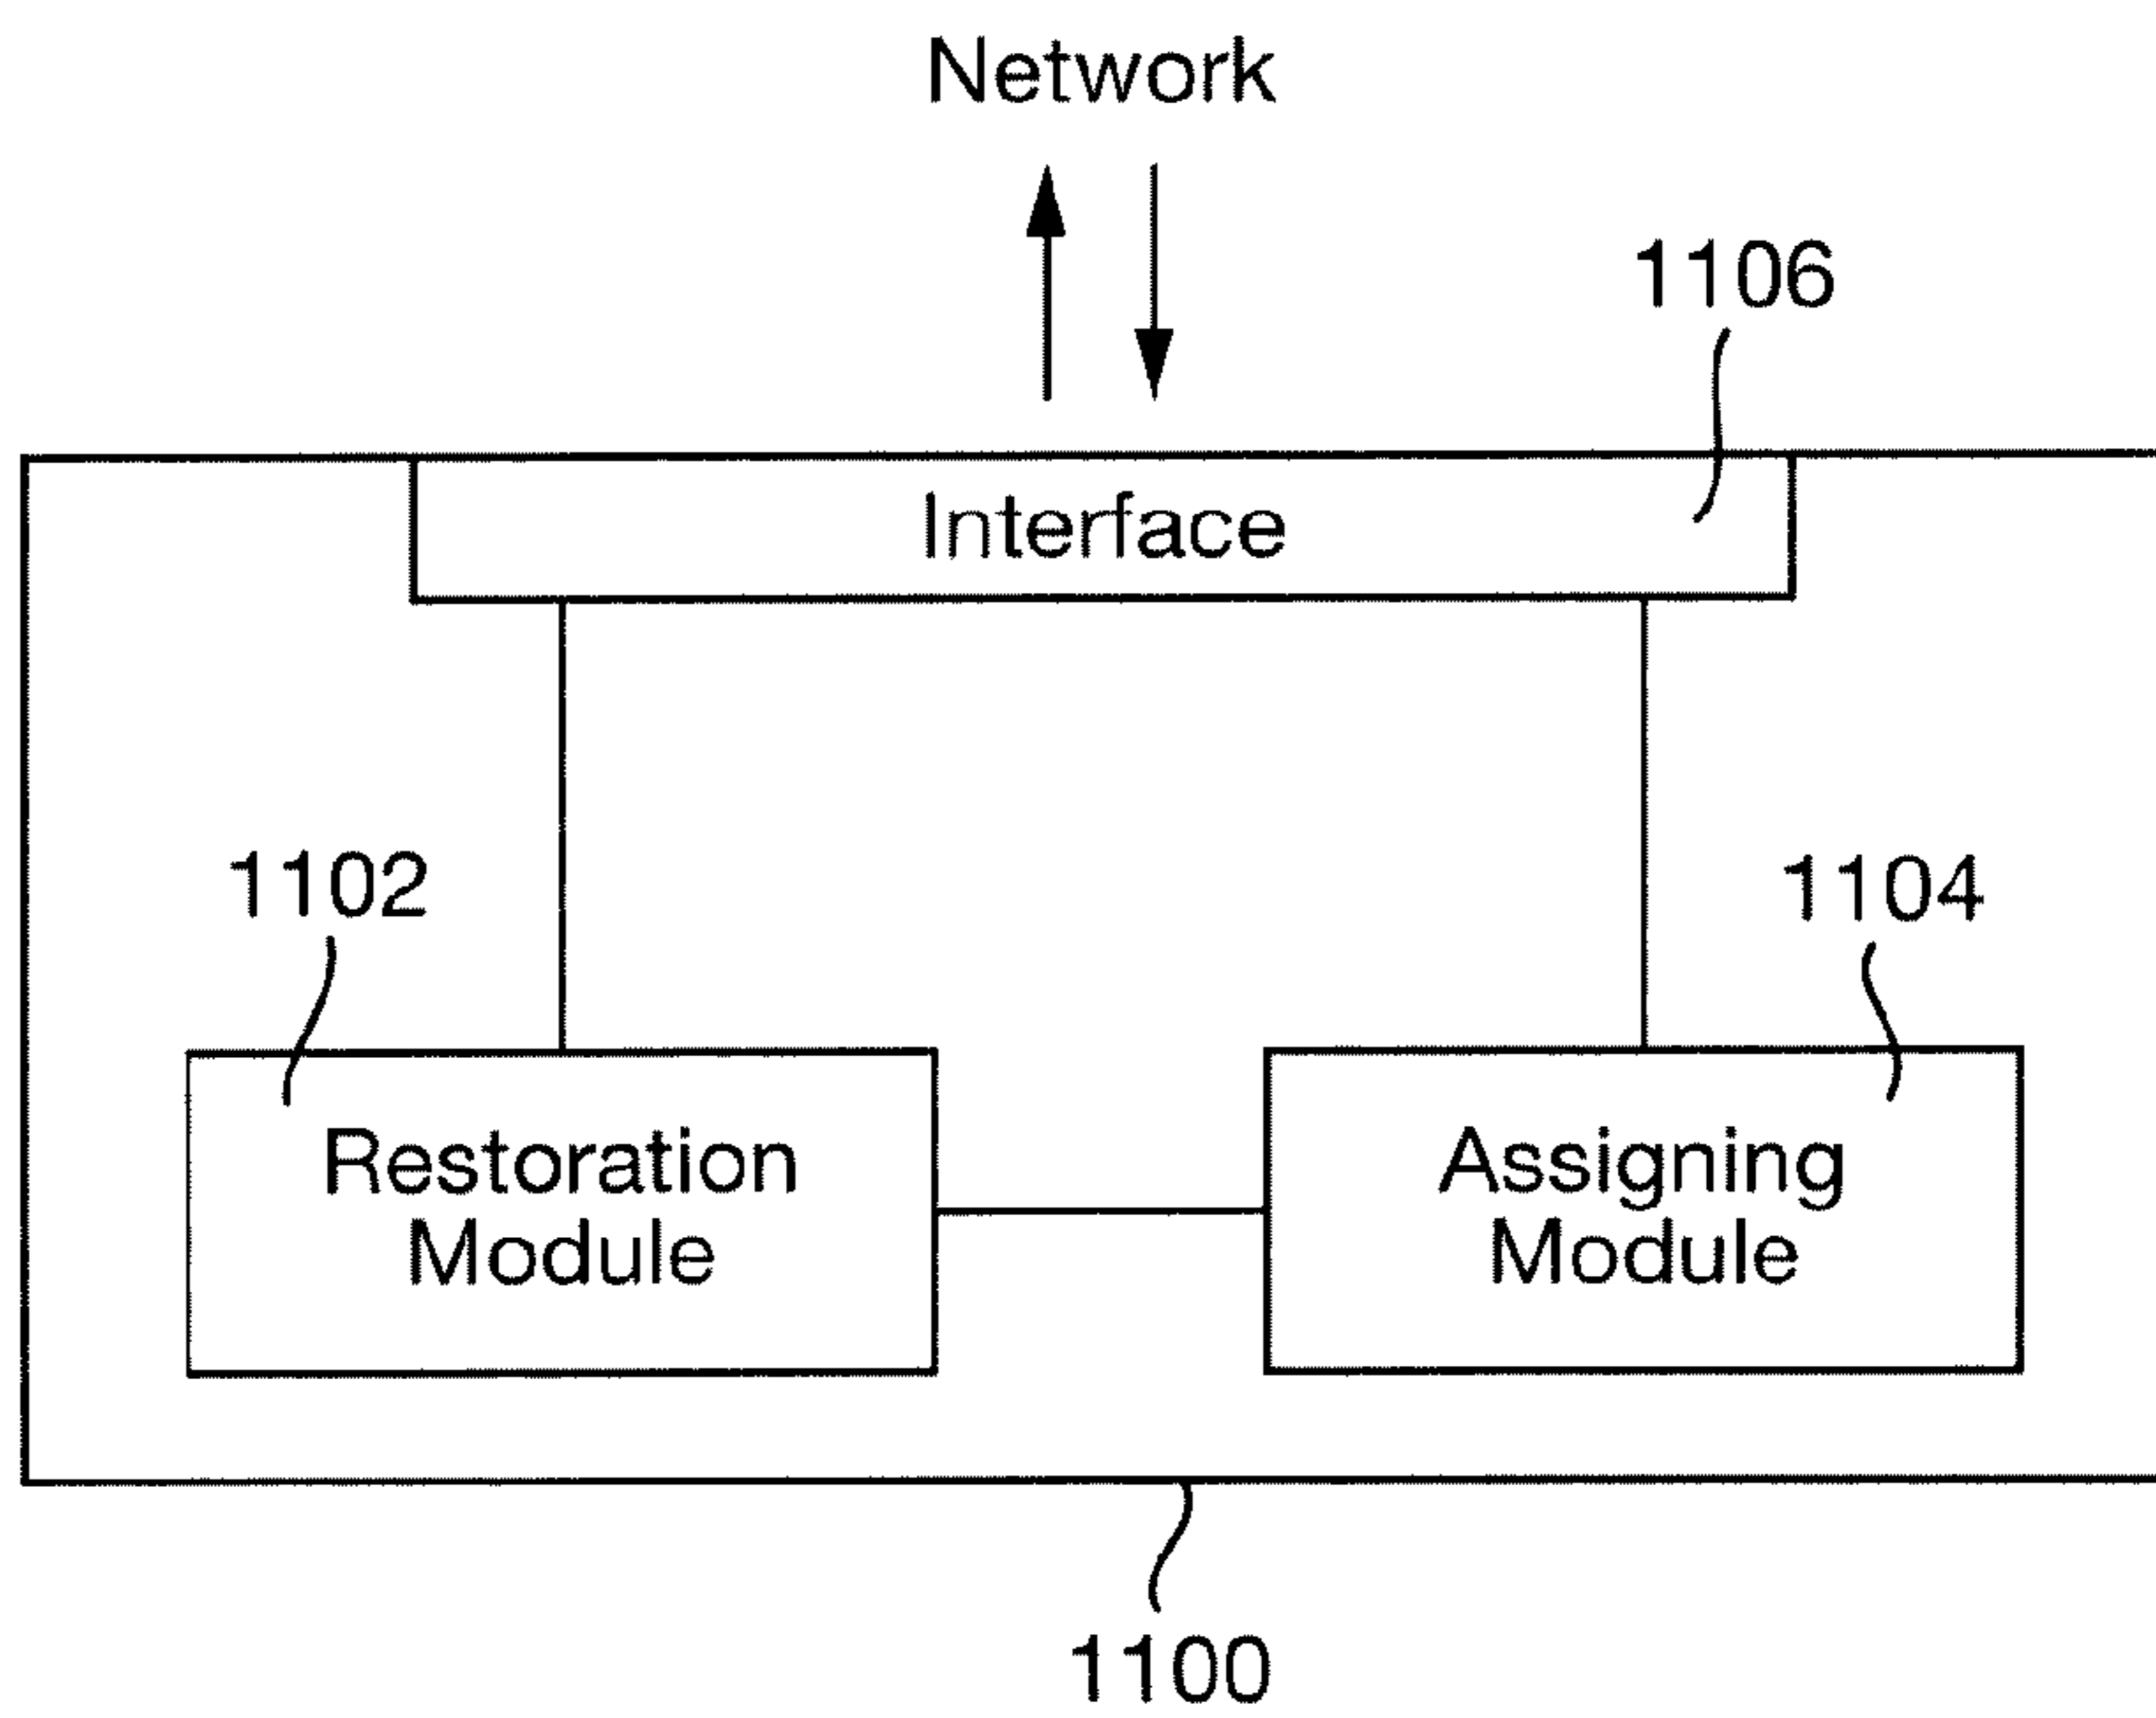 Network
1106
Interface
1102
1104
Restoration
Module
Assigning
Module
1100